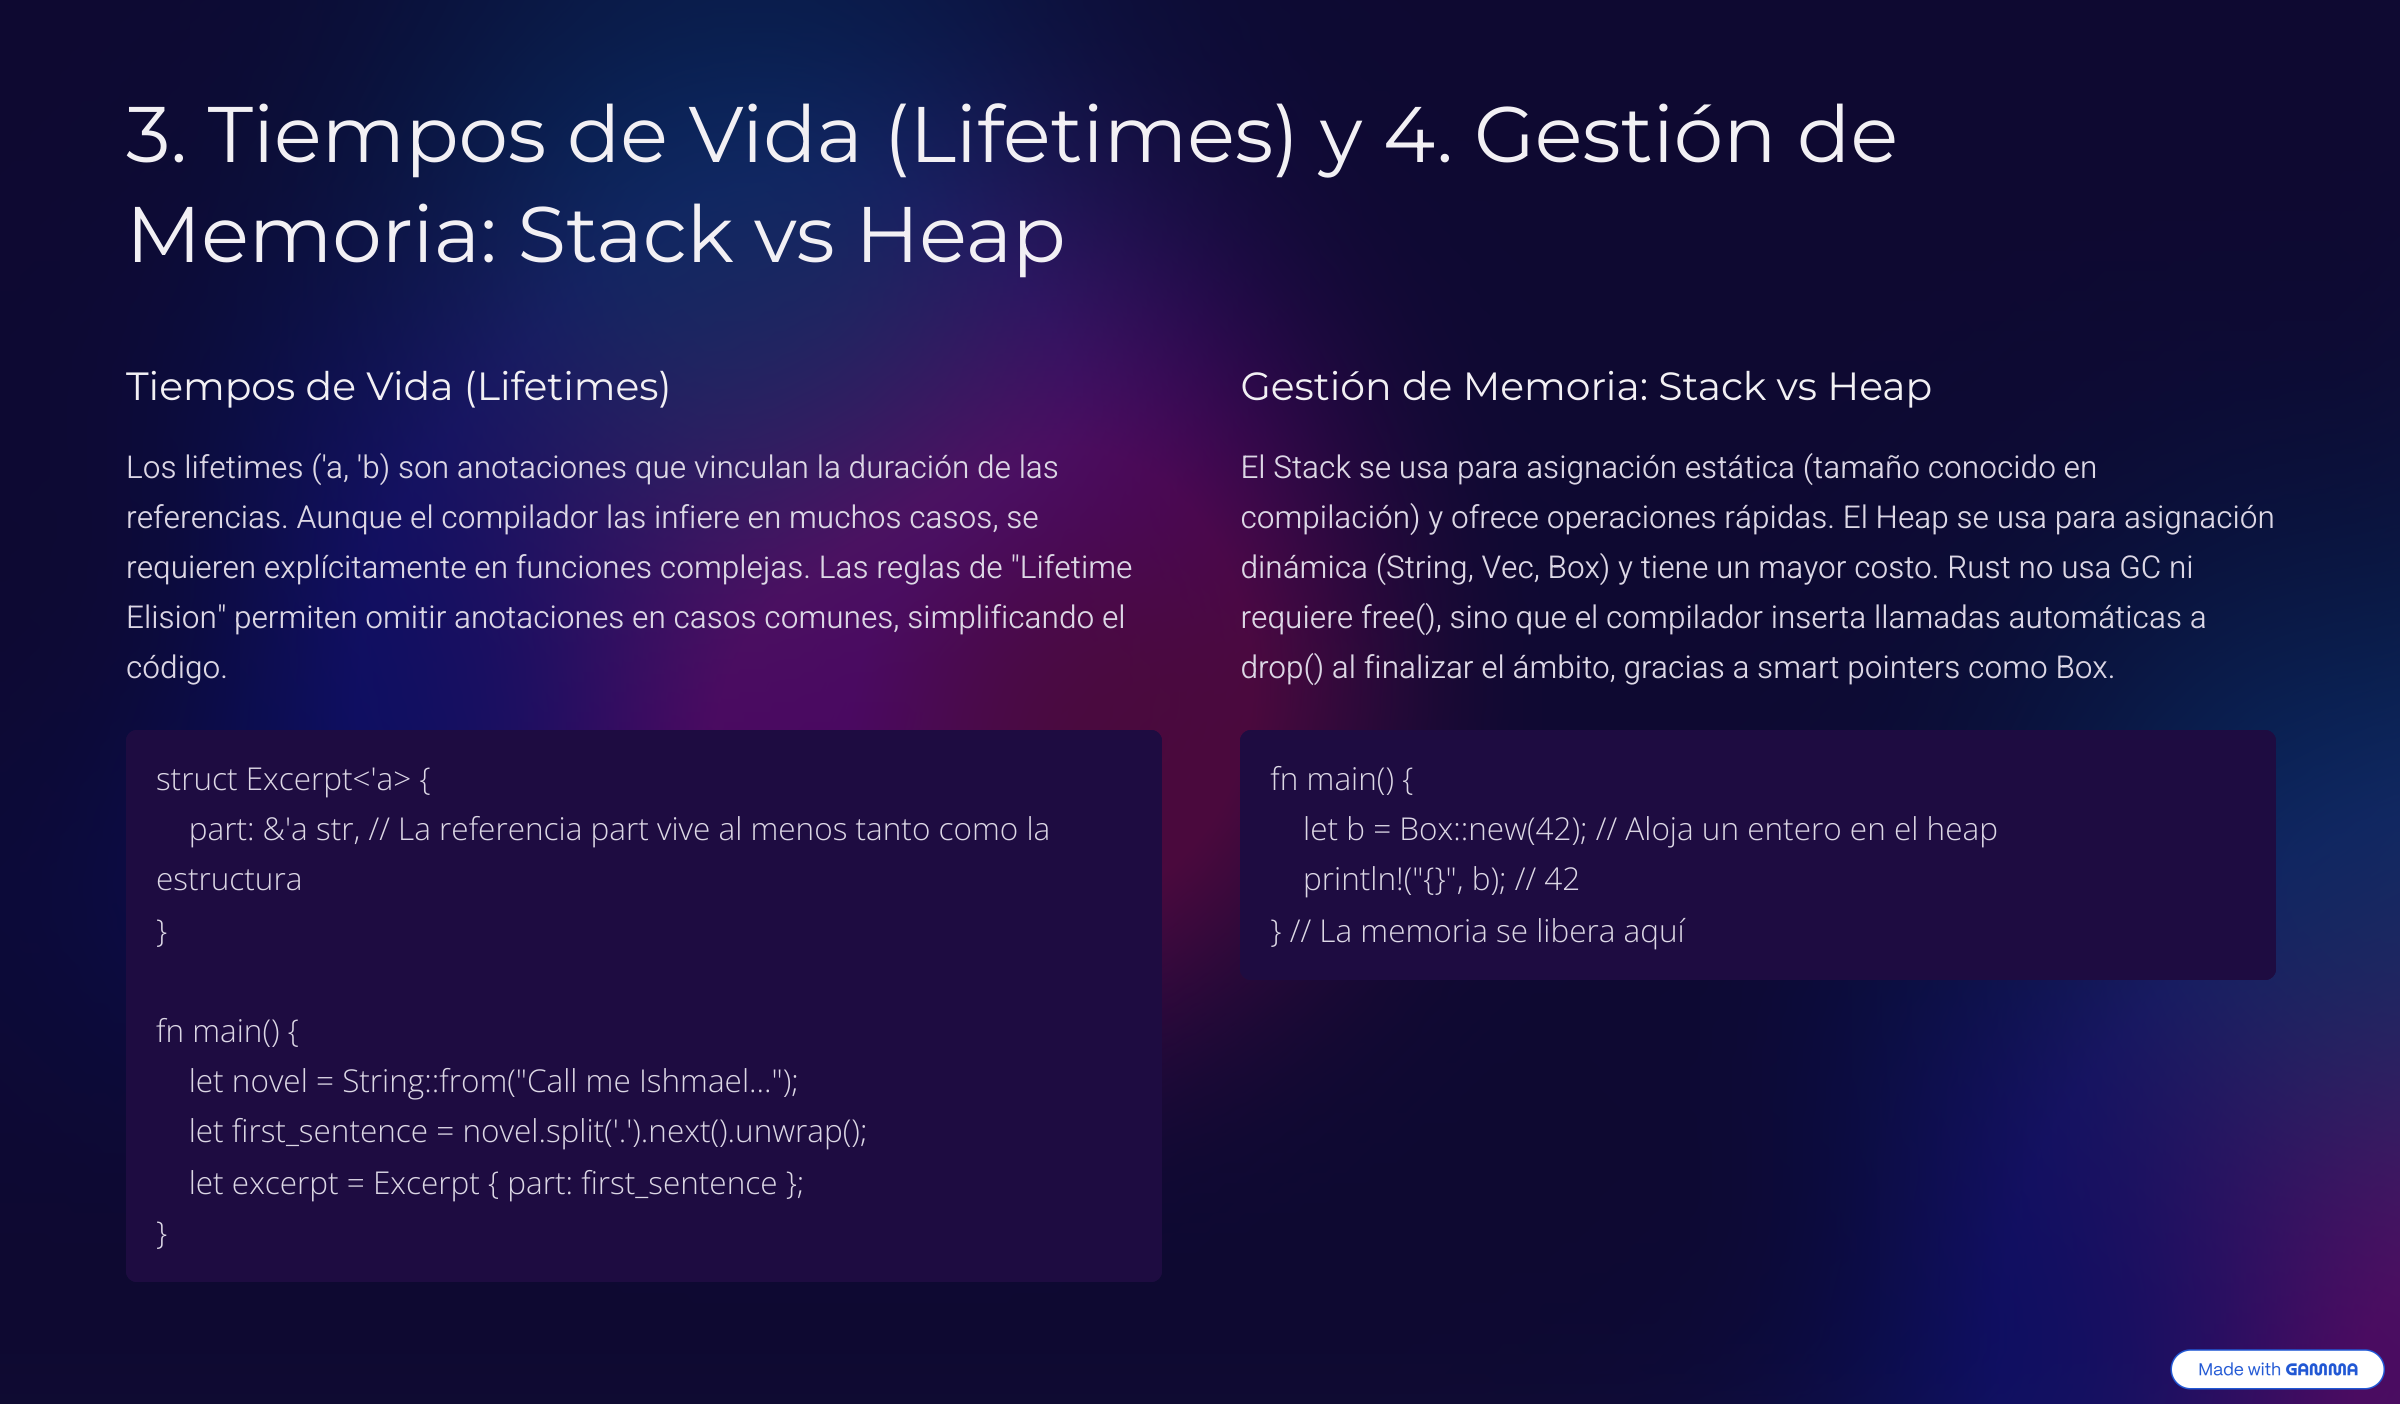 3. Tiempos de Vida (Lifetimes) y 4. Gestión de
Memoria: Stack vs Heap
Tiempos de Vida (Lifetimes)
Los lifetimes ('a, 'b) son anotaciones que vinculan la duración de las
referencias. Aunque el compilador las infiere en muchos casos, se
requieren explícitamente en funciones complejas. Las reglas de "Lifetime
Elision" permiten omitir anotaciones en casos comunes, simplificando el
código.
struct Excerpt<'a> {
    part: &'a str, // La referencia part vive al menos tanto como la
estructura
}

fn main() {
    let novel = String::from("Call me Ishmael...");
    let first_sentence = novel.split('.').next().unwrap();
    let excerpt = Excerpt { part: first_sentence };
}
Gestión de Memoria: Stack vs Heap
El Stack se usa para asignación estática (tamaño conocido en
compilación) y ofrece operaciones rápidas. El Heap se usa para asignación
dinámica (String, Vec, Box) y tiene un mayor costo. Rust no usa GC ni
requiere free(), sino que el compilador inserta llamadas automáticas a
drop() al finalizar el ámbito, gracias a smart pointers como Box.
fn main() {
    let b = Box::new(42); // Aloja un entero en el heap
    println!("{}", b); // 42
} // La memoria se libera aquí
Made with GAMMA